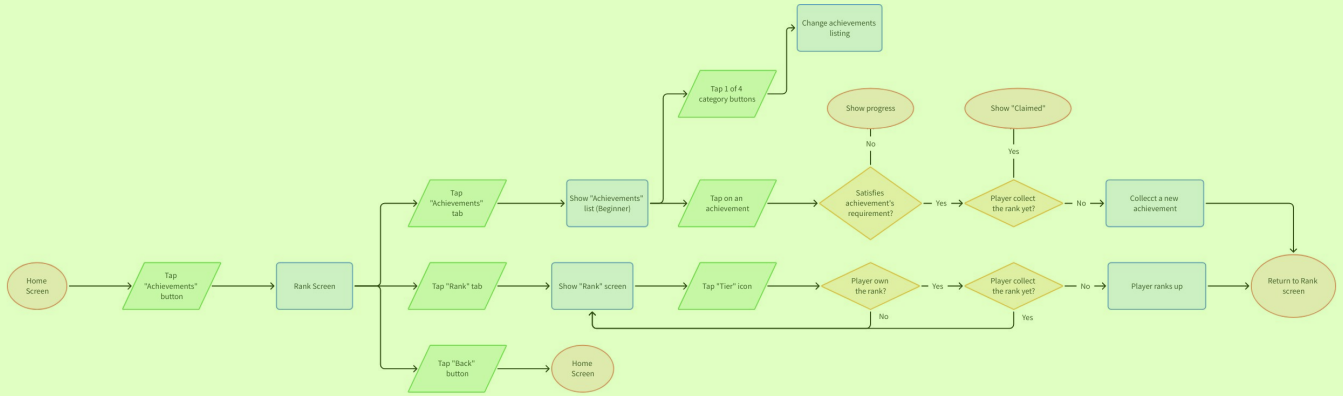 Change achievements
listing
Tap 1 of 4
category buttons
Show progress
Show "Claimed"
No
Yes
Tap
"Achievements"
tab
Show "Achievements"
list (Beginner)
Tap on an
achievement
Satisfies
achievement's
requirement?
Yes
Player collect
the rank yet?
No
Collecct a new
achievement
Home
Screen
Tap
"Achievements"
button
Rank Screen
Tap "Rank" tab
Show "Rank" screen
Tap "Tier" icon
Player own
the rank?
Yes
Player collect
the rank yet?
No
Player ranks up
Return to Rank
screen
No
Yes
Tap "Back"
button
Home
Screen